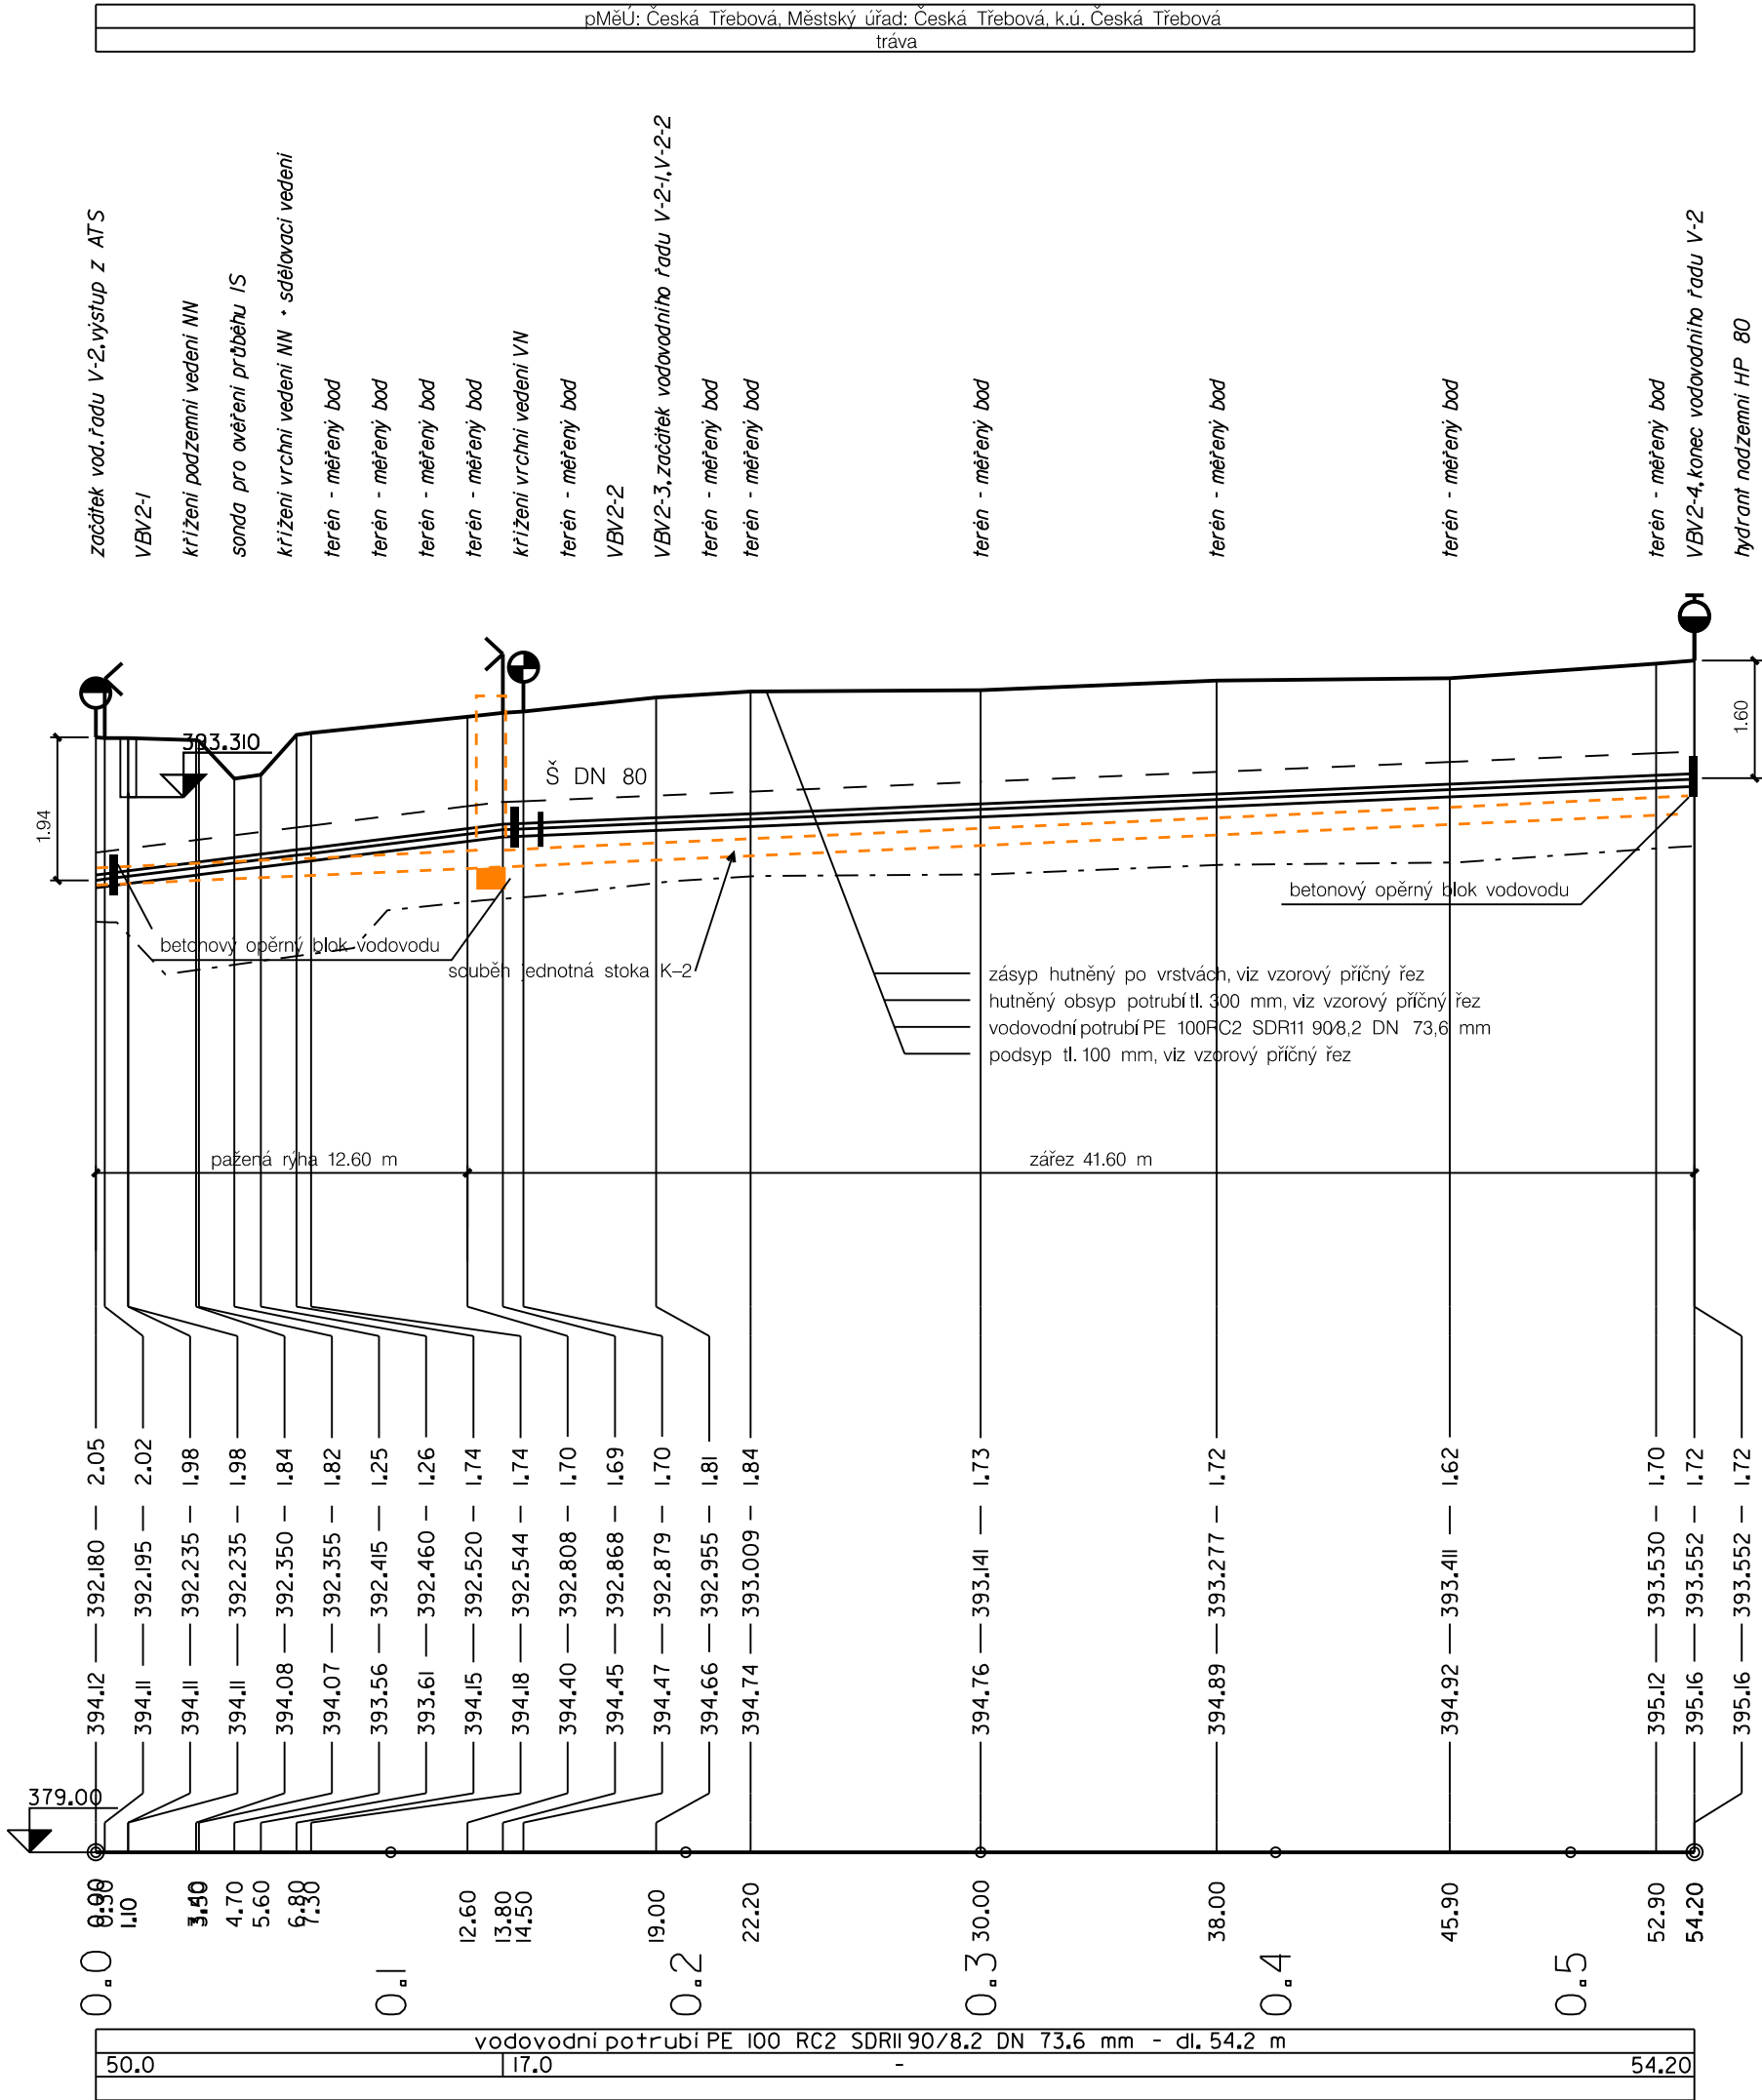 pMěÚ: Česká Třebová, Městský úřad: Česká Třebová, k.ú. Česká Třebová
tráva
začátek vod.řadu V-2,výstup z ATS
VBV2-1
křížení podzemní vedení NN
sonda pro ověření průběhu IS
křížení vrchní vedení NN + sdělovací vedení
terén - měřený bod
terén - měřený bod
terén - měřený bod
terén - měřený bod
křížení vrchní vedení VN
terén - měřený bod
VBV2-2
VBV2-3,začátek vodovodního řadu V-2-1,V-2-2
terén - měřený bod
terén - měřený bod
terén - měřený bod
terén - měřený bod
terén - měřený bod
terén - měřený bod
VBV2-4,konec vodovodního řadu V-2
hydrant nadzemní HP 80
1.94
393.310
Š DN 80
1.60
betonový opěrný blok vodovodu
souběh jednotná stoka K-2
betonový opěrný blok vodovodu
zásyp hutněný po vrstvách, viz vzorový příčný řez
hutněný obsyp potrubí tl. 300 mm, viz vzorový příčný řez
vodovodní potrubí PE 100RC2 SDR11 90/8,2 DN 73,6 mm
podsyp tl. 100 mm, viz vzorový příčný řez
pažená rýha 12.60 m
zářez 41.60 m
394.12 392.180 2.05
394.11 392.195 2.02
394.11 392.235 1.98
394.11 392.235 1.98
394.08 392.350 1.84
394.07 392.355 1.82
393.56 392.415 1.25
393.61 392.460 1.26
394.15 392.520 1.74
394.18 392.544 1.74
394.40 392.808 1.70
394.45 392.868 1.69
394.47 392.879 1.70
394.66 392.955 1.81
394.74 393.009 1.84
394.76 393.141 1.73
394.89 393.277 1.72
394.92 393.411 1.62
395.12 393.530 1.70
395.16 393.552 1.72
395.16 393.552 1.72
379.00
0.00
0.30
1.10
3.40
3.50
4.70
5.60
6.80
7.30
12.60
13.80
14.50
19.00
22.20
30.00
38.00
45.90
52.90
54.20
0.0
0.1
0.2
0.3
0.4
0.5
vodovodní potrubí PE 100 RC2 SDR11 90/8.2 DN 73.6 mm - dl. 54.2 m
50.0 17.0 - 54.20